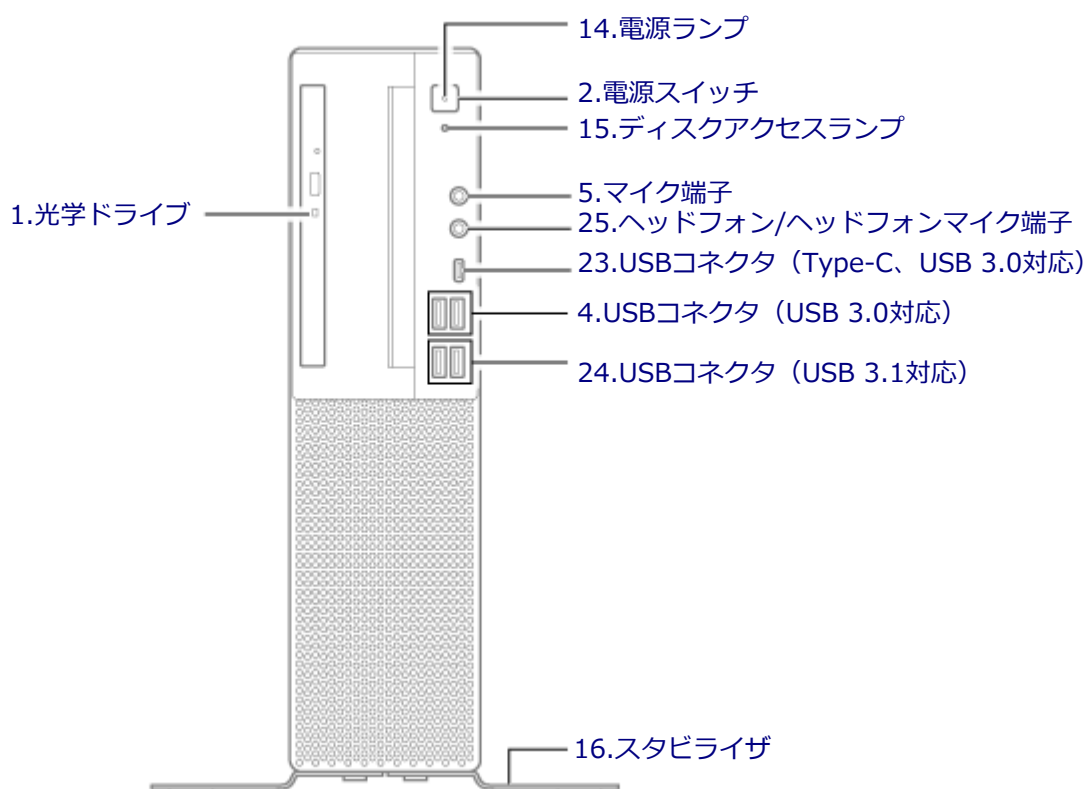 14.電源ランプ
2.電源スイッチ
15.ディスクアクセスランプ
5.マイク端子
1.光学ドライブ
25.ヘッドフォン/ヘッドフォンマイク端子
23.USBコネクタ（Type-C、USB 3.0対応）
4.USBコネクタ（USB 3.0対応）
24.USBコネクタ（USB 3.1対応）
16.スタビライザ